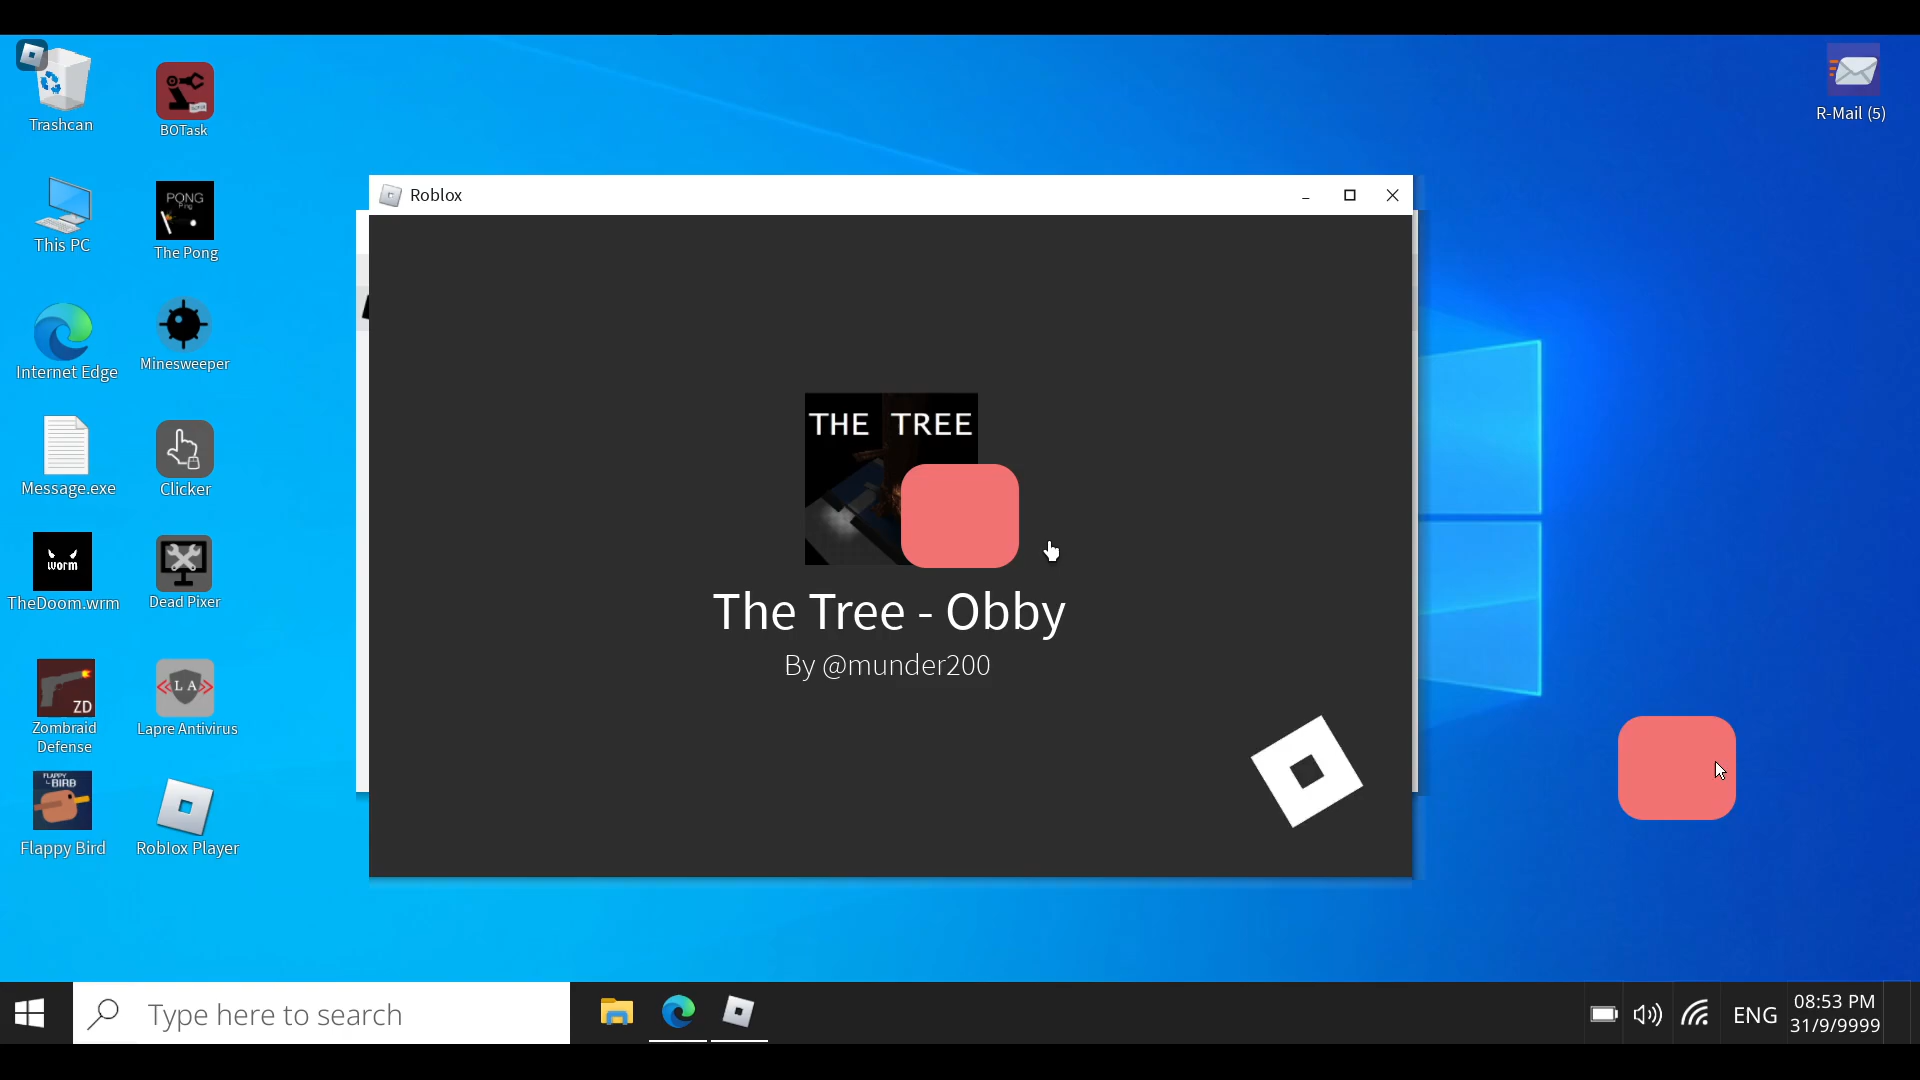 Trashcan
BOTask
R-Mail (5)
This PC
PONG
Ping
The Pong
Roblox
Internet Edge
Minesweeper
THE TREE
Message.exe
Clicker
worm
TheDoom.wrm
Dead Pixer
The Tree - Obby
By @munder200
ZD
Zombraid
Defense
LA
Lapre Antivirus
FLAPPY
BIRB
Flappy Bird
Roblox Player
Type here to search
ENG
08:53 PM
31/9/9999